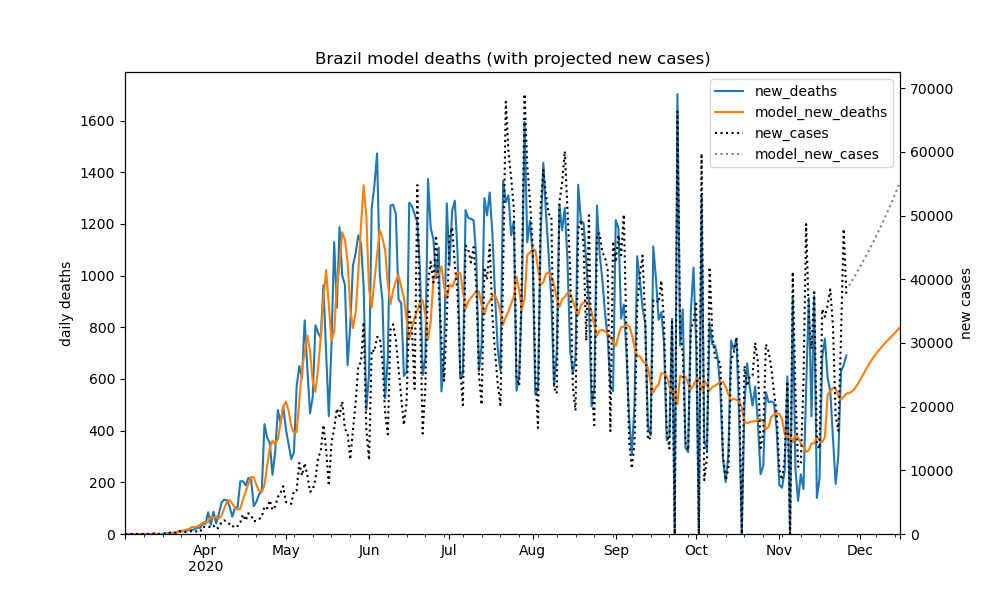 Brazil model deaths (with projected new cases)
new_deaths
model_new_deaths
new_cases
model_new_cases
daily deaths
1600
1400
1200
1000
800
600
400
200
0
new cases
70000
60000
50000
40000
30000
20000
10000
0
Apr May Jun Jul Aug Sep Oct Nov Dec
2020